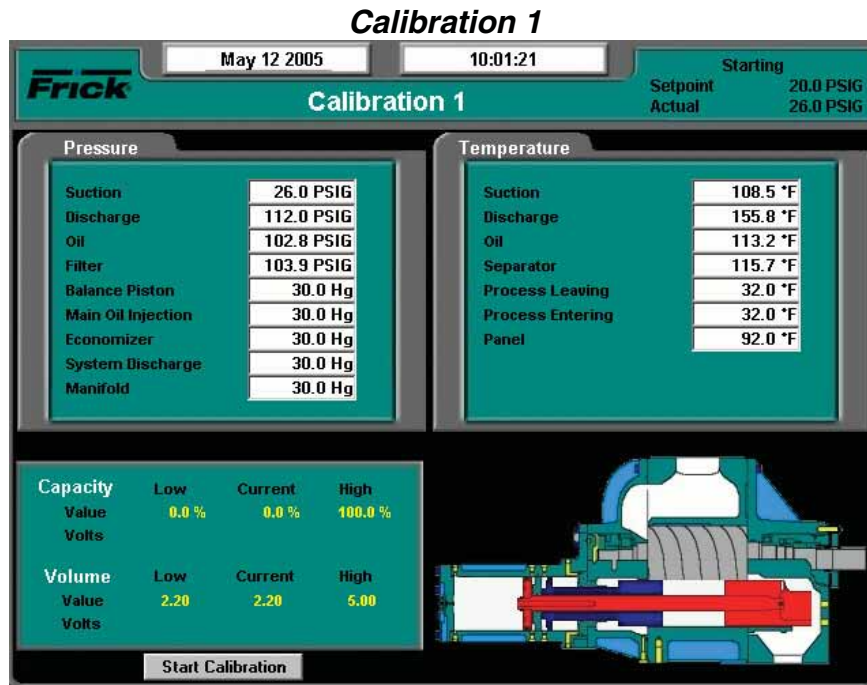 Calibration 1
May 12 2005
10:01:21
Frick
Calibration 1
Starting
Setpoint 20.0 PSIG
Actual 26.0 PSIG
Pressure
Suction 26.0 PSIG
Discharge 112.0 PSIG
Oil 102.8 PSIG
Filter 103.9 PSIG
Balance Piston 30.0 Hg
Main Oil Injection 30.0 Hg
Economizer 30.0 Hg
System Discharge 30.0 Hg
Manifold 30.0 Hg
Temperature
Suction 108.5 °F
Discharge 155.8 °F
Oil 113.2 °F
Separator 115.7 °F
Process Leaving 32.0 °F
Process Entering 32.0 °F
Panel 92.0 °F
Capacity Low Current High
Value 0.0 % 0.0 % 100.0 %
Volts
Volume Low Current High
Value 2.20 2.20 5.00
Volts
Start Calibration